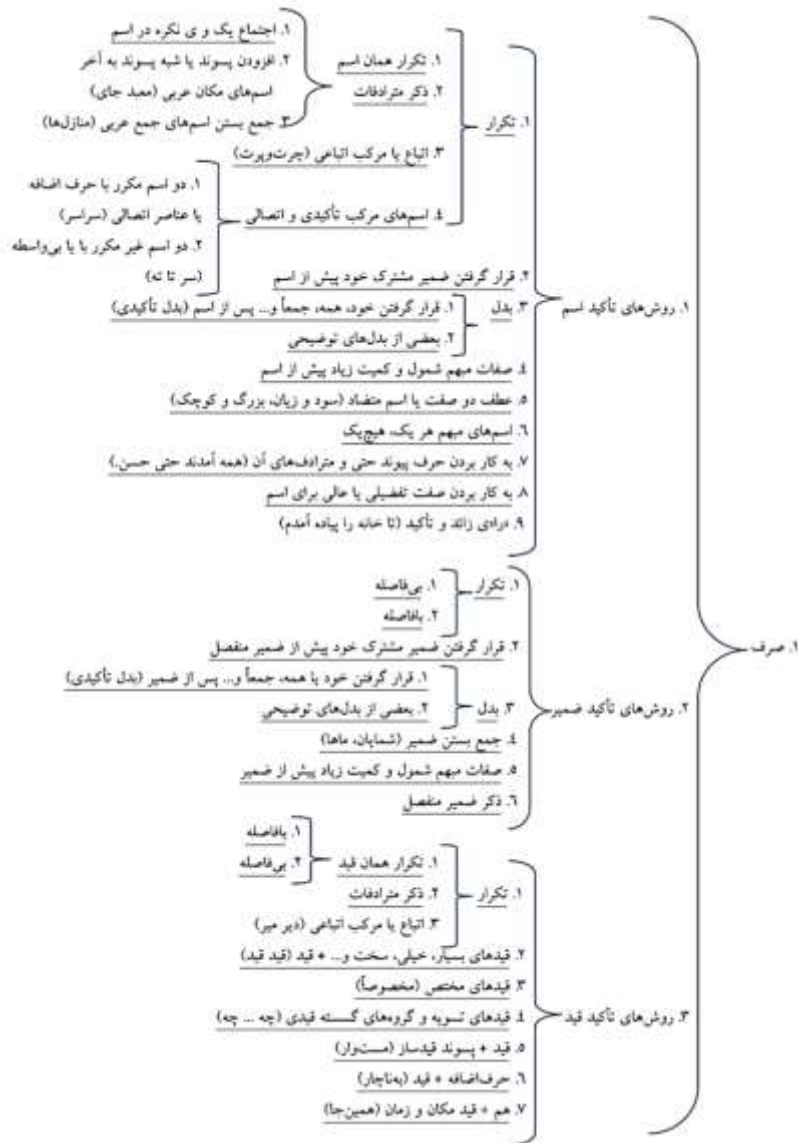 ۱. صرف
۱. روش‌های تأکید اسم
۱. تکرار
۱. تکرار همان اسم
۱. اجتماع یک و ی نکره در اسم
۲. افزودن پسوند یا شبه پسوند به آخر
اسم‌های مکان عربی (معبد جای)
۳. جمع بستن اسم‌های جمع عربی (منازل‌ها)
۲. ذکر مترادفات
۳. اتباع یا مرکب اتباعی (چرت‌وپرت)
۴. اسم‌های مرکب تأکیدی و اتصالی
۱. دو اسم مکرر با حرف اضافه
یا عناصر اتصالی (سراسر)
۲. دو اسم غیر مکرر با یا بی‌واسطه
(سر تا ته)
۲. قرار گرفتن ضمیر مشترک خود پیش از اسم
۳. بدل
۱. قرار گرفتن خود، همه، جمعاً و... پس از اسم (بدل تأکیدی)
۲. بعضی از بدل‌های توضیحی
۴. صفات مبهم شمول و کمیت زیاد پیش از اسم
۵. عطف دو صفت یا اسم متضاد (سود و زیان، بزرگ و کوچک)
۶. اسم‌های مبهم هر یک، هیچ‌یک
۷. به کار بردن حرف پیوند حتی و مترادف‌های آن (همه آمدند حتی حسن.)
۸. به کار بردن صفت تفضیلی یا عالی برای اسم
۹. «را»ی زائد و تأکید (تا خانه را پیاده آمدم)
۲. روش‌های تأکید ضمیر
۱. تکرار
۱. بی‌فاصله
۲. بافاصله
۲. قرار گرفتن ضمیر مشترک خود پیش از ضمیر منفصل
۳. بدل
۱. قرار گرفتن خود یا همه، جمعاً و... پس از ضمیر (بدل تأکیدی)
۲. بعضی از بدل‌های توضیحی
۴. جمع بستن ضمیر (شمایان، ماها)
۵. صفات مبهم شمول و کمیت زیاد پیش از ضمیر
۶. ذکر ضمیر منفصل
۳. روش‌های تأکید قید
۱. تکرار
۱. تکرار همان قید
۱. بافاصله
۲. بی‌فاصله
۲. ذکر مترادفات
۳. اتباع یا مرکب اتباعی (دیر میر)
۲. قیدهای بسیار، خیلی، سخت و... + قید (قید قید)
۳. قیدهای مختص (مخصوصاً)
۴. قیدهای تسویه و گروه‌های گسسته قیدی (چه ... چه)
۵. قید + پسوند قیدساز (مست‌وار)
۶. حرف‌اضافه + قید (به‌ناچار)
۷. هم + قید مکان و زمان (همین‌جا)